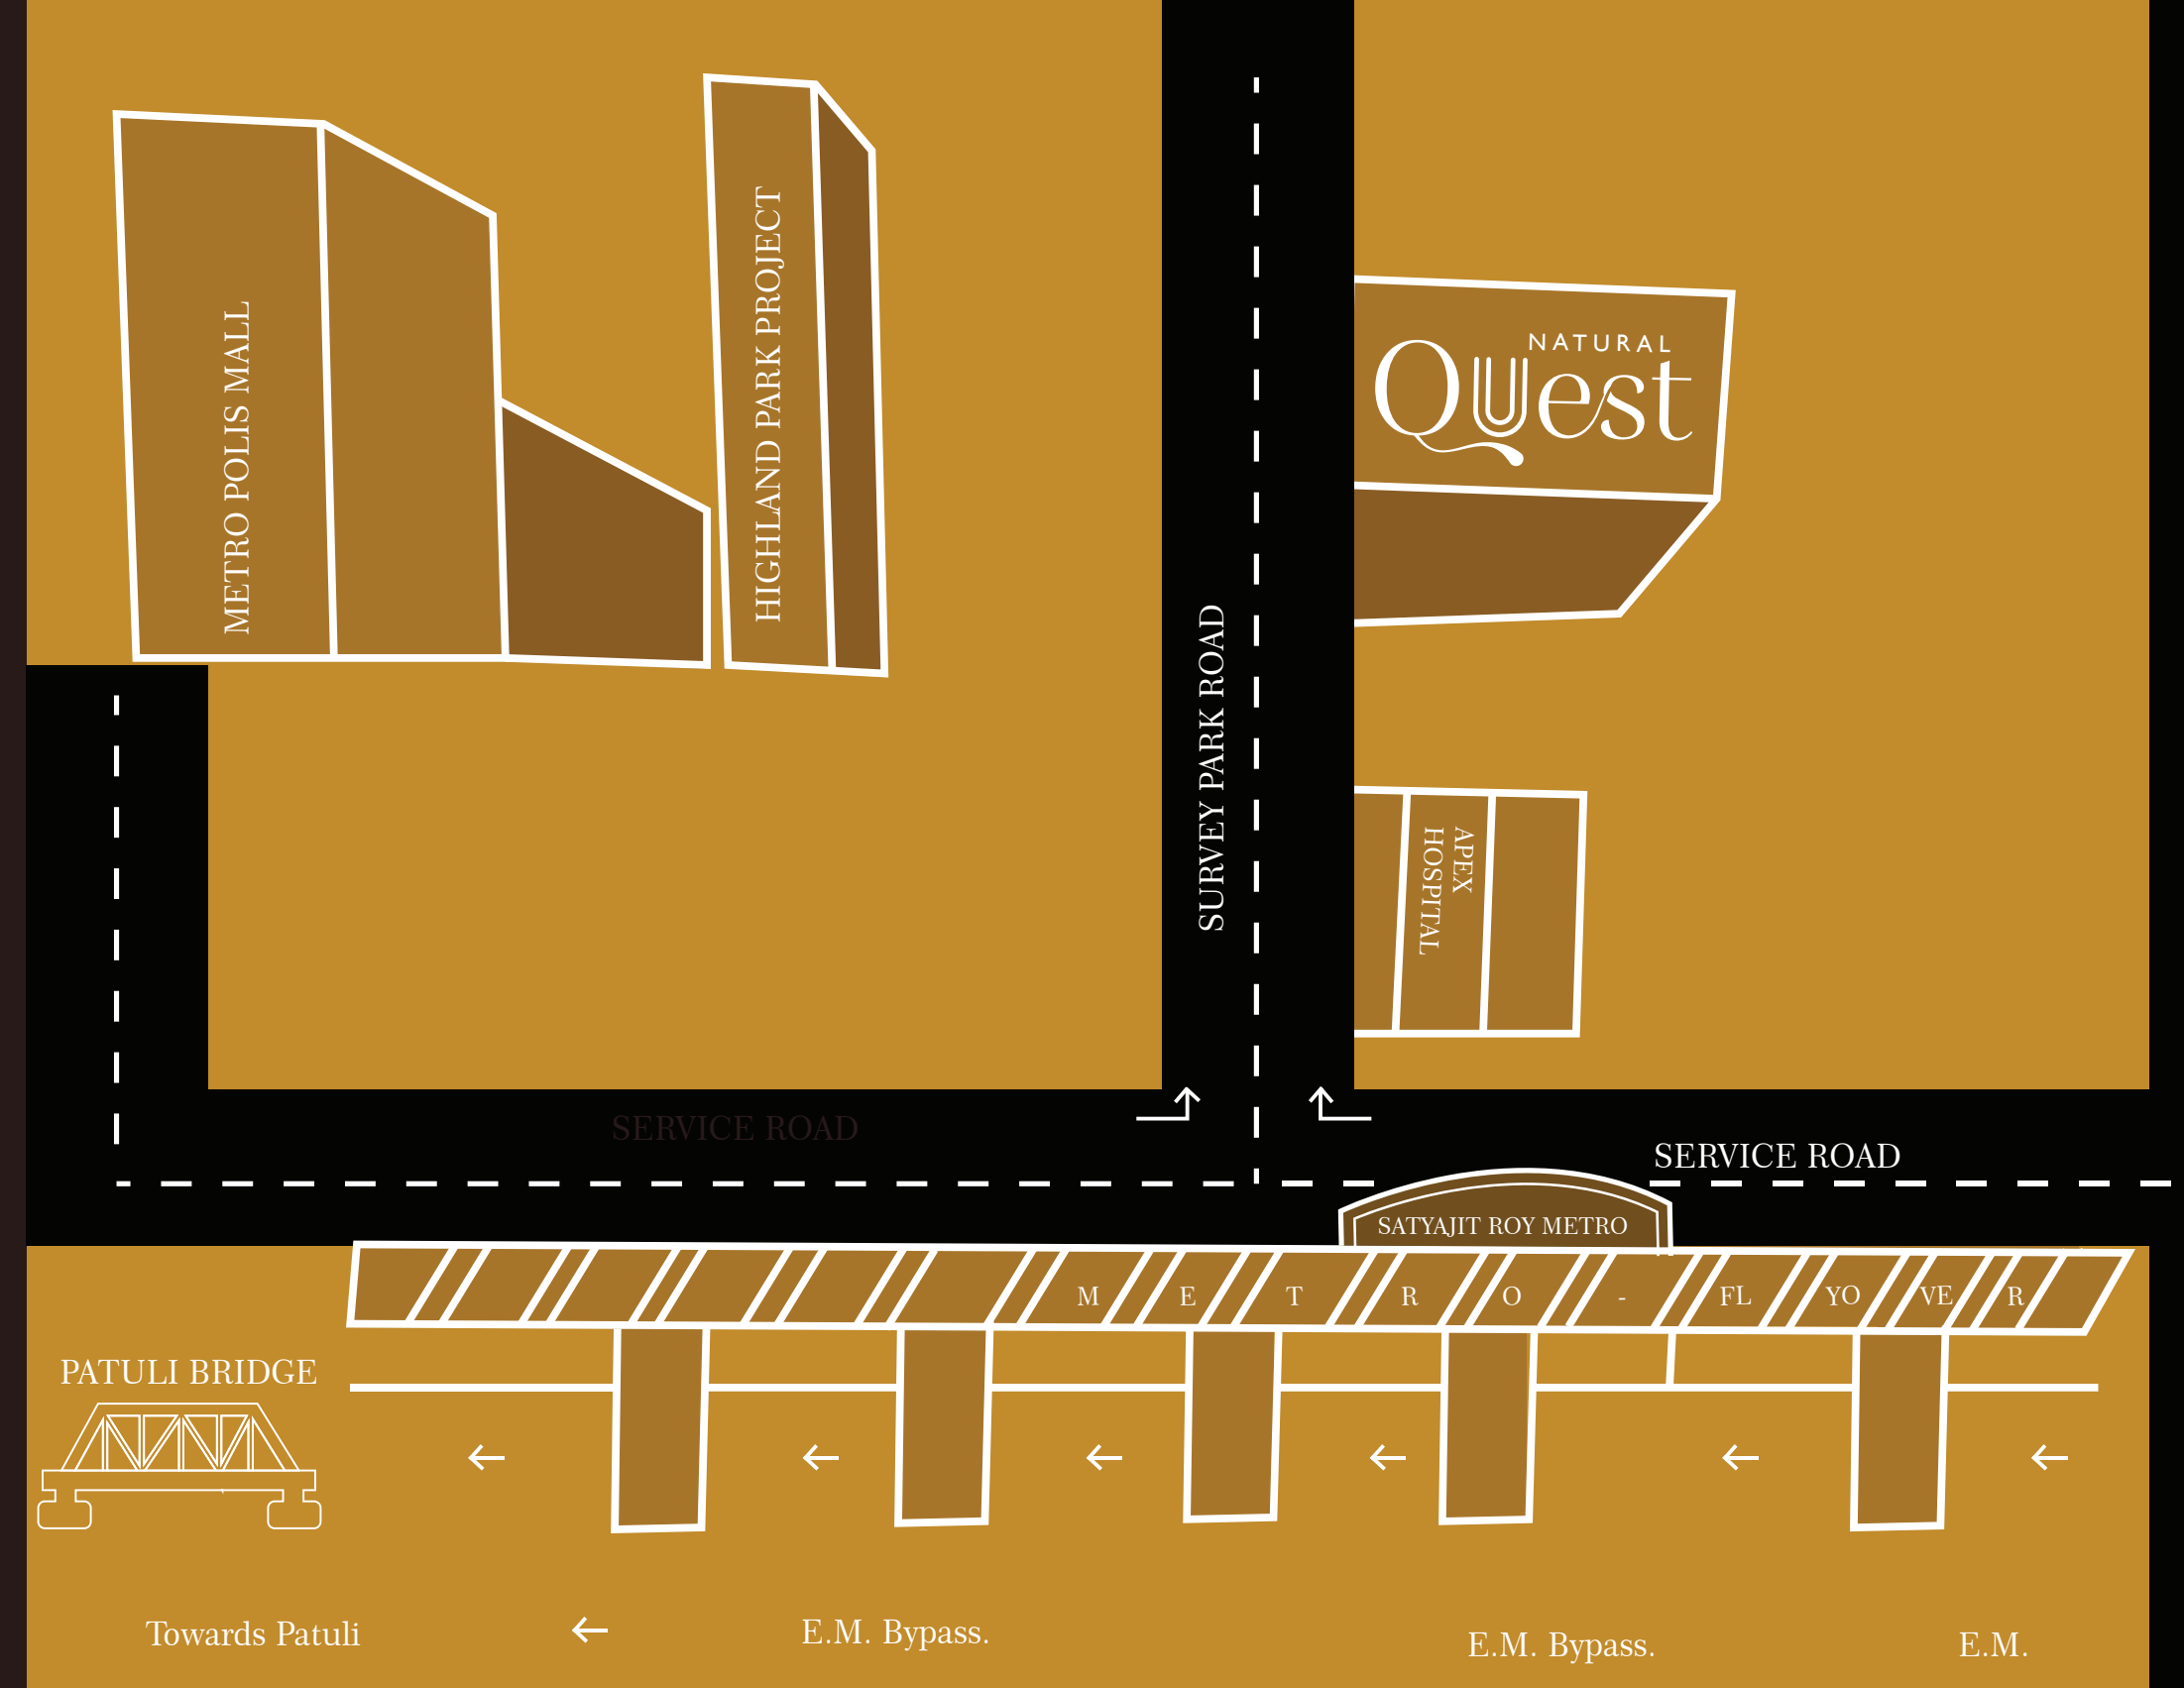 METRO POLIS MALL
HIGHLAND PARK PROJECT
NATURAL
Quest
SURVEY PARK ROAD
APEX
HOSPITAL
SERVICE ROAD
SERVICE ROAD
SATYAJIT ROY METRO
M E T R O - FL YO VE R
PATULI BRIDGE
Towards Patuli
E.M. Bypass.
E.M. Bypass.
E.M.